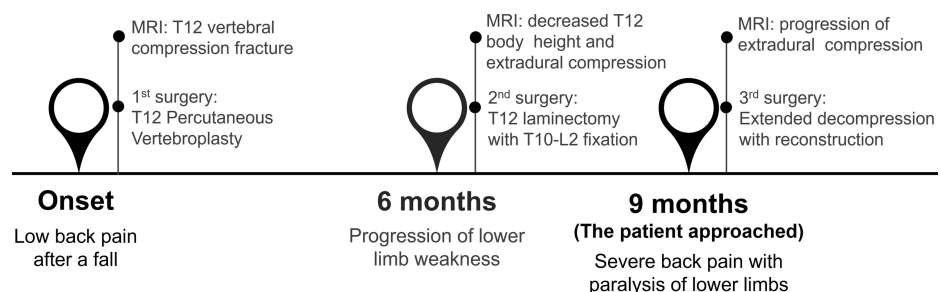 MRI: T12 vertebral
compression fracture
1st surgery:
T12 Percutaneous
Vertebroplasty
Onset
Low back pain
after a fall
MRI: decreased T12
body height and
extradural compression
2nd surgery:
T12 laminectomy
with T10-L2 fixation
6 months
Progression of lower
limb weakness
MRI: progression of
extradural compression
3rd surgery:
Extended decompression
with reconstruction
9 months
(The patient approached)
Severe back pain with
paralysis of lower limbs